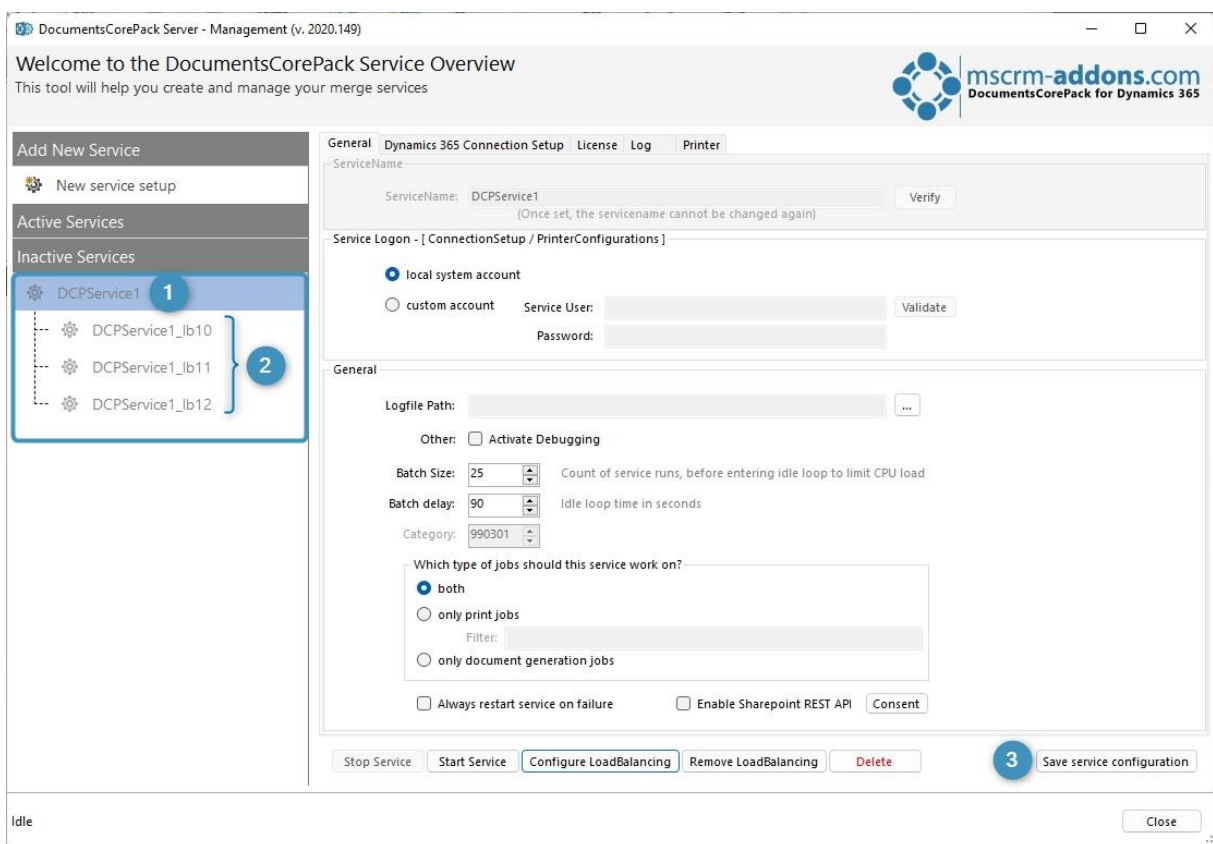 DocumentsCorePack Server - Management (v. 2020.149)
Welcome to the DocumentsCorePack Service Overview
This tool will help you create and manage your merge services
mscrm-addons.com
DocumentsCorePack for Dynamics 365
Add New Service
New service setup
Active Services
Inactive Services
DCPService1
1
DCPService1_lb10
DCPService1_lb11
2
DCPService1_lb12
General Dynamics 365 Connection Setup License Log Printer
ServiceName
ServiceName: DCPService1 Verify
(Once set, the servicename cannot be changed again)
Service Logon - [ ConnectionSetup / PrinterConfigurations ]
local system account
custom account Service User: Validate
Password:
General
Logfile Path: ...
Other: Activate Debugging
Batch Size: 25 Count of service runs, before entering idle loop to limit CPU load
Batch delay: 90 Idle loop time in seconds
Category: 990301
Which type of jobs should this service work on?
both
only print jobs
Filter:
only document generation jobs
Always restart service on failure Enable Sharepoint REST API Consent
Stop Service Start Service Configure LoadBalancing Remove LoadBalancing Delete 3 Save service configuration
Idle Close